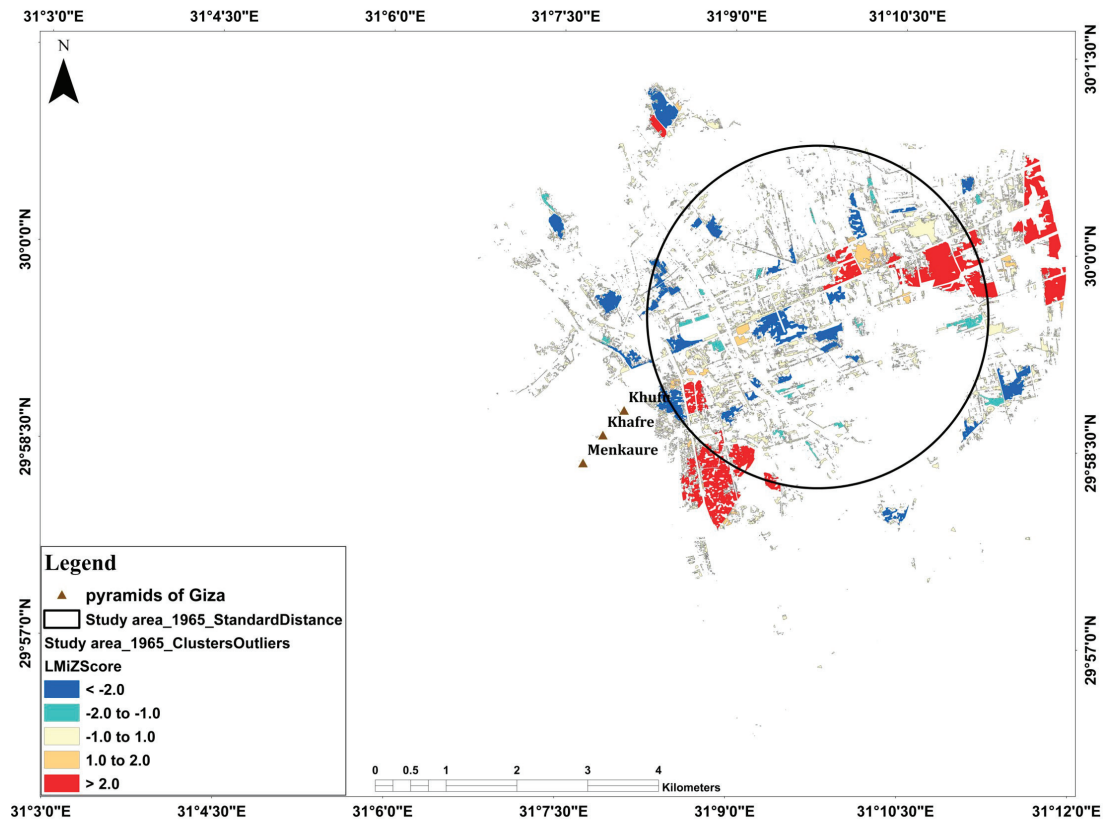 31°3'0"E 31°4'30"E 31°6'0"E 31°7'30"E 31°9'0"E 31°10'30"E
N
30°1'30"N
30°0'0"N
30°0'0"N
Khufu
Khafre
Menkaure
29°58'30"N
29°58'30"N
Legend
pyramids of Giza
Study area_1965_StandardDistance
Study area_1965_ClustersOutliers
LMiZScore
< -2.0
-2.0 to -1.0
-1.0 to 1.0
1.0 to 2.0
> 2.0
29°57'0"N
29°57'0"N
0 0.5 1 2 3 4
Kilometers
31°3'0"E 31°4'30"E 31°6'0"E 31°7'30"E 31°9'0"E 31°10'30"E 31°12'0"E